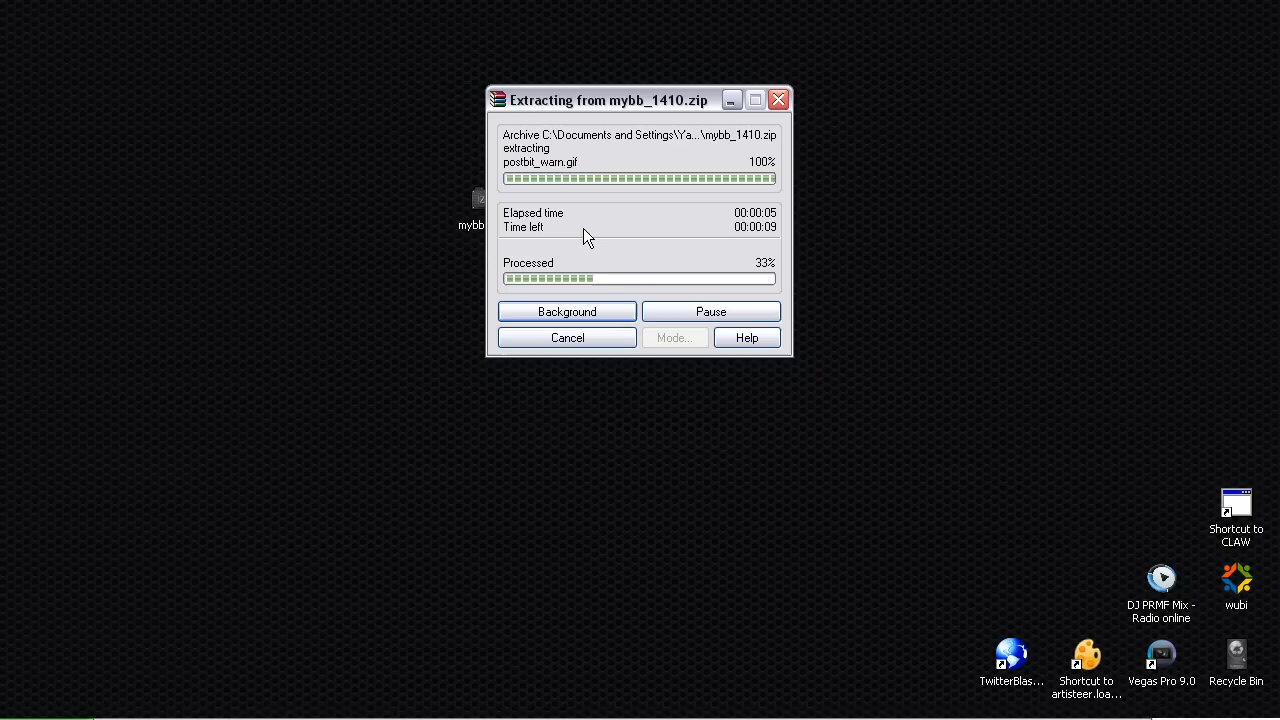 Extracting from mybb_1410.zip
Archive C:\Documents and Settings\Ya...\mybb_1410.zip
extracting
postbit_warn.gif 100%
Elapsed time 00:00:05
Time left 00:00:09
Processed 33%
Background Pause
Cancel Mode... Help
mybb
Shortcut to
CLAW
DJ PRMF Mix -
Radio online
wubi
TwitterBlas...
Shortcut to
artisteer.loa...
Vegas Pro 9.0
Recycle Bin